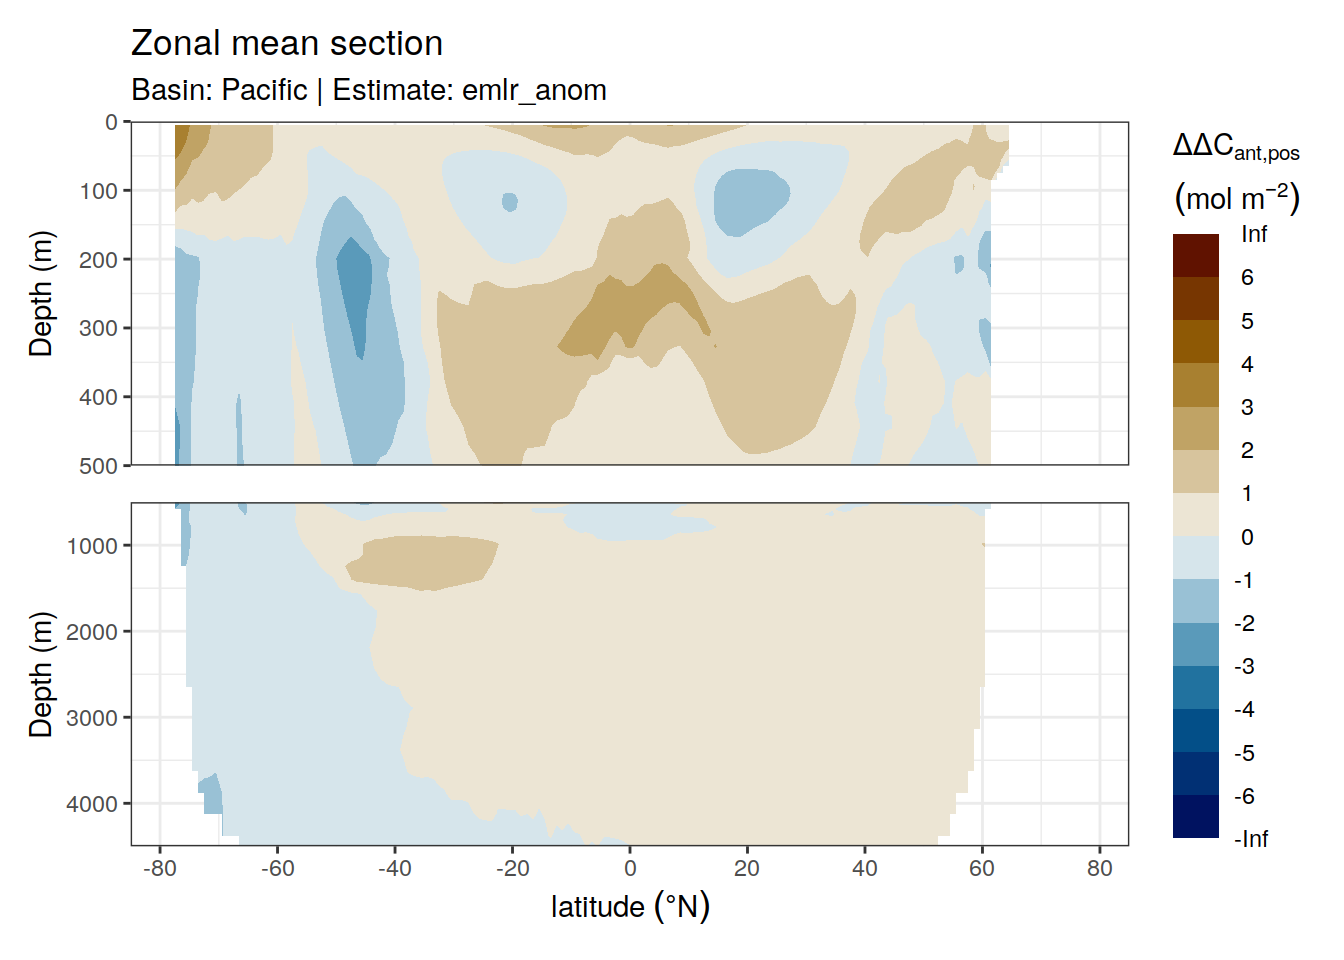 Zonal mean section
Basin: Pacific | Estimate: emlr_anom
0
100
200
300
400
500
Depth (m)
1000
2000
3000
4000
Depth (m)
-80 -60 -40 -20 0 20 40 60 80
latitude (°N)
ΔΔCant,pos
(mol m−2)
Inf
6
5
4
3
2
1
0
-1
-2
-3
-4
-5
-6
-Inf